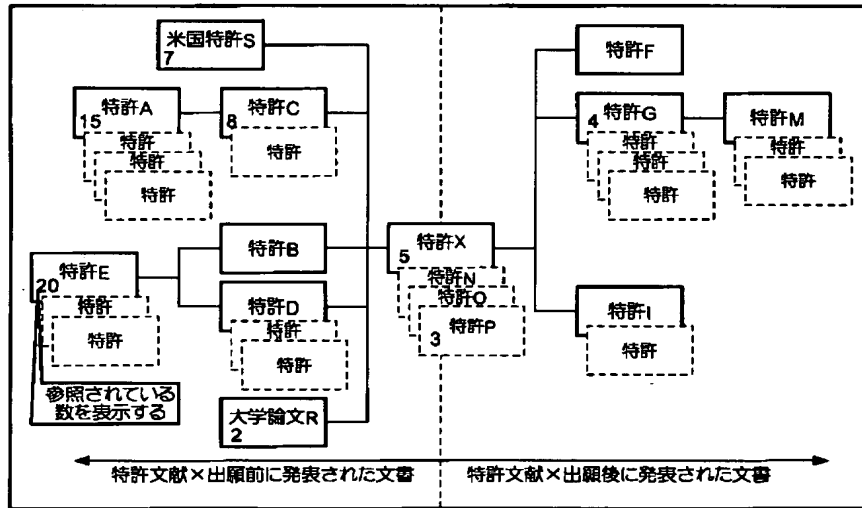 米国特許S
7
特許F
特許A
15
特許
特許
特許
特許C
8
特許
特許G
4
特許
特許
特許
特許M
特許
特許
特許E
20
特許
特許
特許B
特許D
特許
特許
特許X
5
特許N
特許O
特許P
3
特許I
特許
参照されている
数を表示する
大学論文R
2
特許文献×出願前に発表された文書
特許文献×出願後に発表された文書